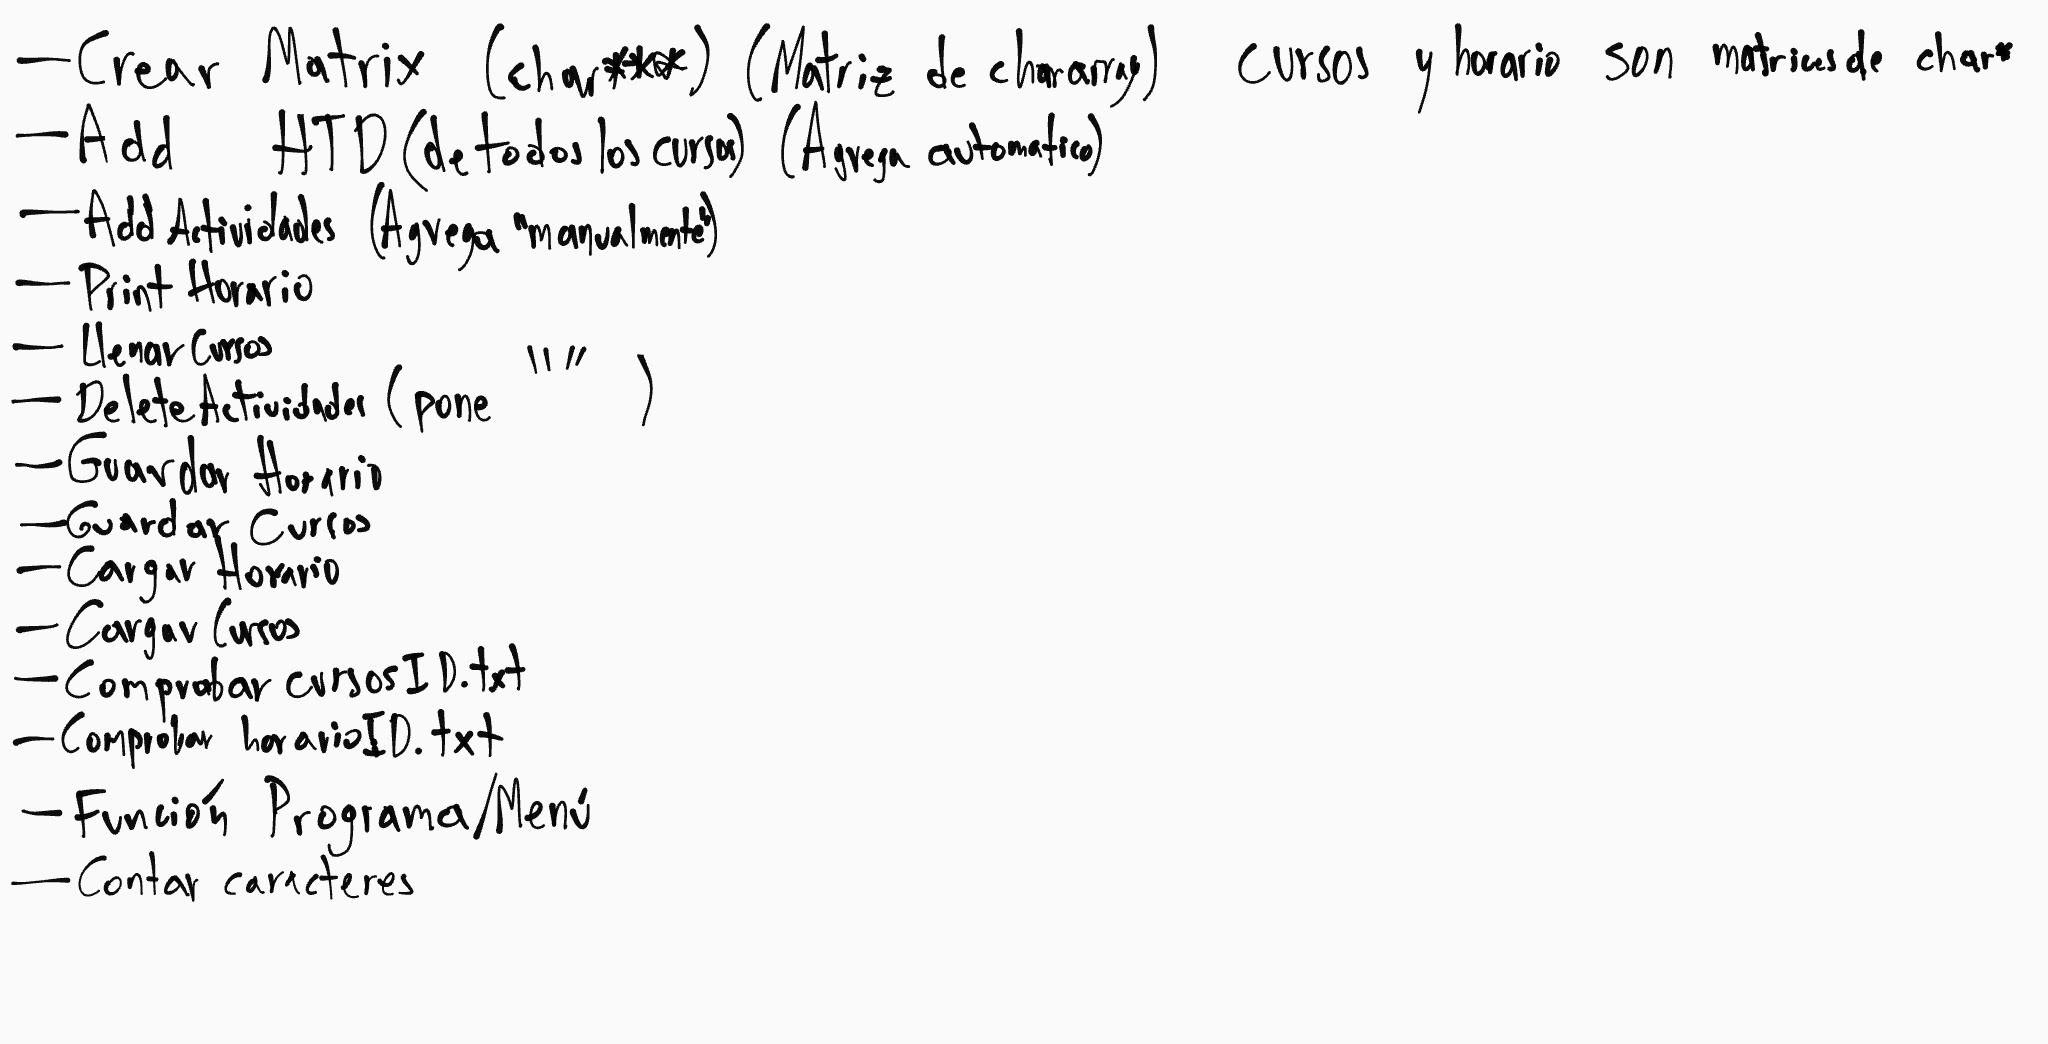 — Crear Matrix (char***) (Matriz de chararray) cursos y horario son matrices de char*
— Add HTD (de todos los cursos) (Agrega automatico)
— Add Actividades (Agrega "manualmente")
— Print Horario
— Llenar Cursos
— Delete Actividades (pone "" )
— Guardar Horario
— Guardar Cursos
— Cargar Horario
— Cargar Cursos
— Comprobar cursosID.txt
— Comprobar horarioID.txt
— Función Programa/Menú
— Contar caracteres